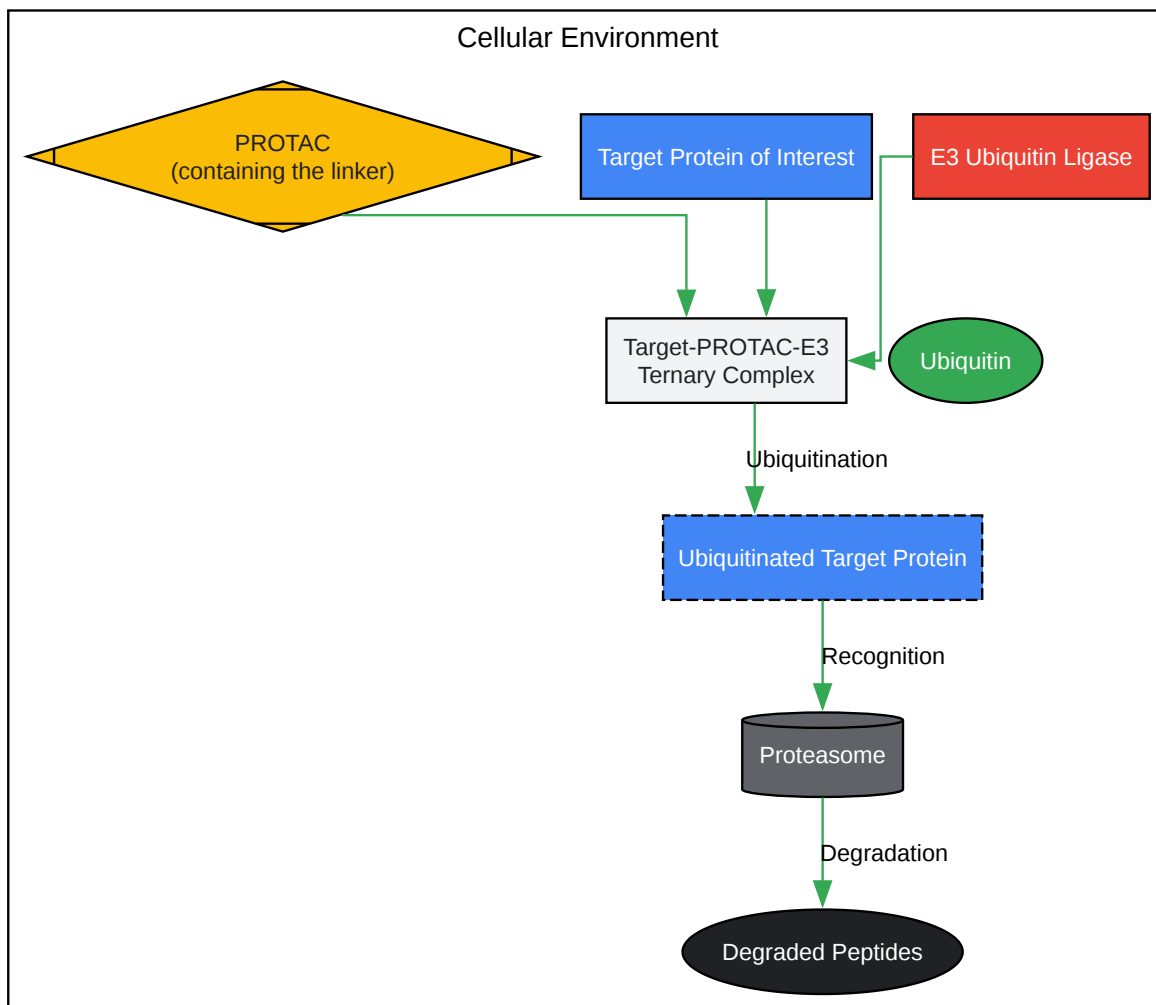 Cellular Environment
PROTAC
(containing the linker)
Target Protein of Interest
E3 Ubiquitin Ligase
Target-PROTAC-E3
Ternary Complex
Ubiquitin
Ubiquitination
Ubiquitinated Target Protein
Recognition
Proteasome
Degradation
Degraded Peptides